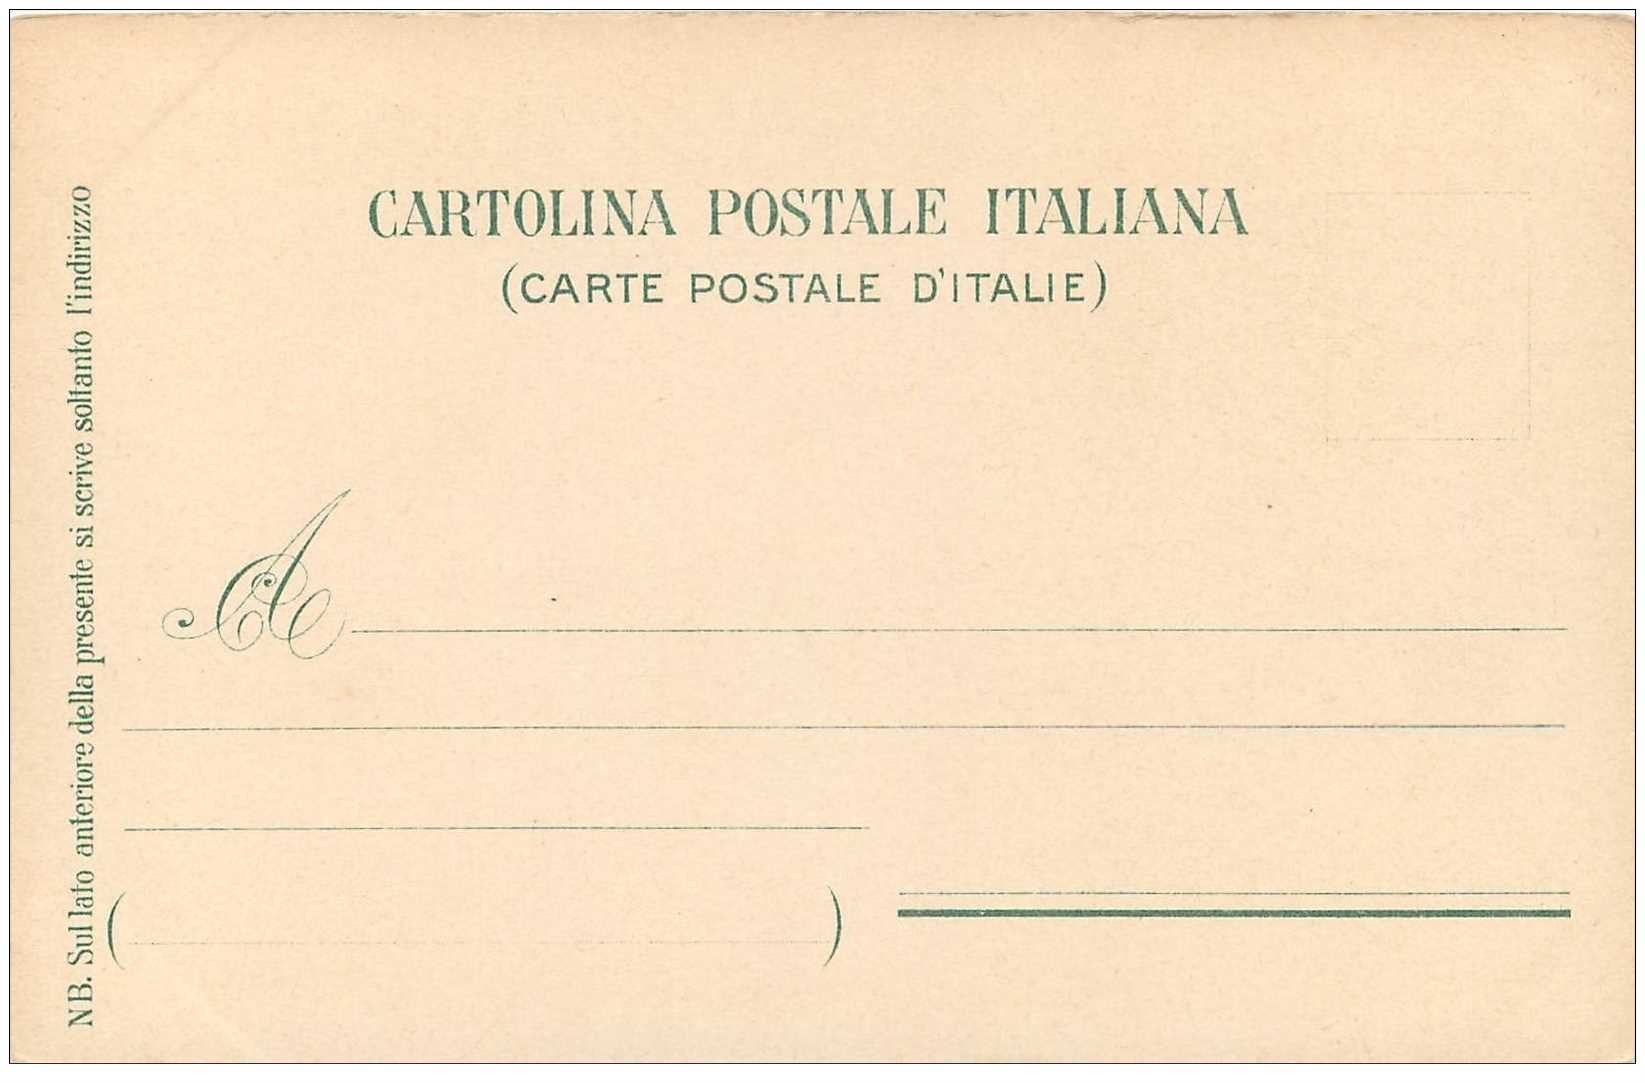 CARTOLINA POSTALE ITALIANA
(CARTE POSTALE D'ITALIE)
A
( )
NB. Sul lato anteriore della presente si scrive soltanto l'indirizzo